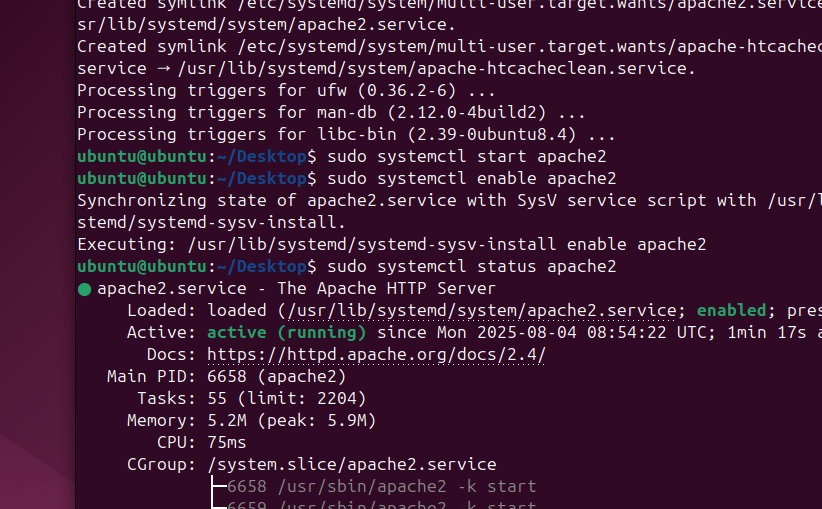 Created symlink /etc/systemd/system/multi-user.target.wants/apache2.service
sr/lib/systemd/system/apache2.service.
Created symlink /etc/systemd/system/multi-user.target.wants/apache-htcachec
service → /usr/lib/systemd/system/apache-htcacheclean.service.
Processing triggers for ufw (0.36.2-6) ...
Processing triggers for man-db (2.12.0-4build2) ...
Processing triggers for libc-bin (2.39-0ubuntu8.4) ...
ubuntu@ubuntu:~/Desktop$ sudo systemctl start apache2
ubuntu@ubuntu:~/Desktop$ sudo systemctl enable apache2
Synchronizing state of apache2.service with SysV service script with /usr/l
stemd/systemd-sysv-install.
Executing: /usr/lib/systemd/systemd-sysv-install enable apache2
ubuntu@ubuntu:~/Desktop$ sudo systemctl status apache2
● apache2.service - The Apache HTTP Server
Loaded: loaded (/usr/lib/systemd/system/apache2.service; enabled; pres
Active: active (running) since Mon 2025-08-04 08:54:22 UTC; 1min 17s a
Docs: https://httpd.apache.org/docs/2.4/
Main PID: 6658 (apache2)
Tasks: 55 (limit: 2204)
Memory: 5.2M (peak: 5.9M)
CPU: 75ms
CGroup: /system.slice/apache2.service
├─6658 /usr/sbin/apache2 -k start
├─6659 /usr/sbin/apache2 -k start